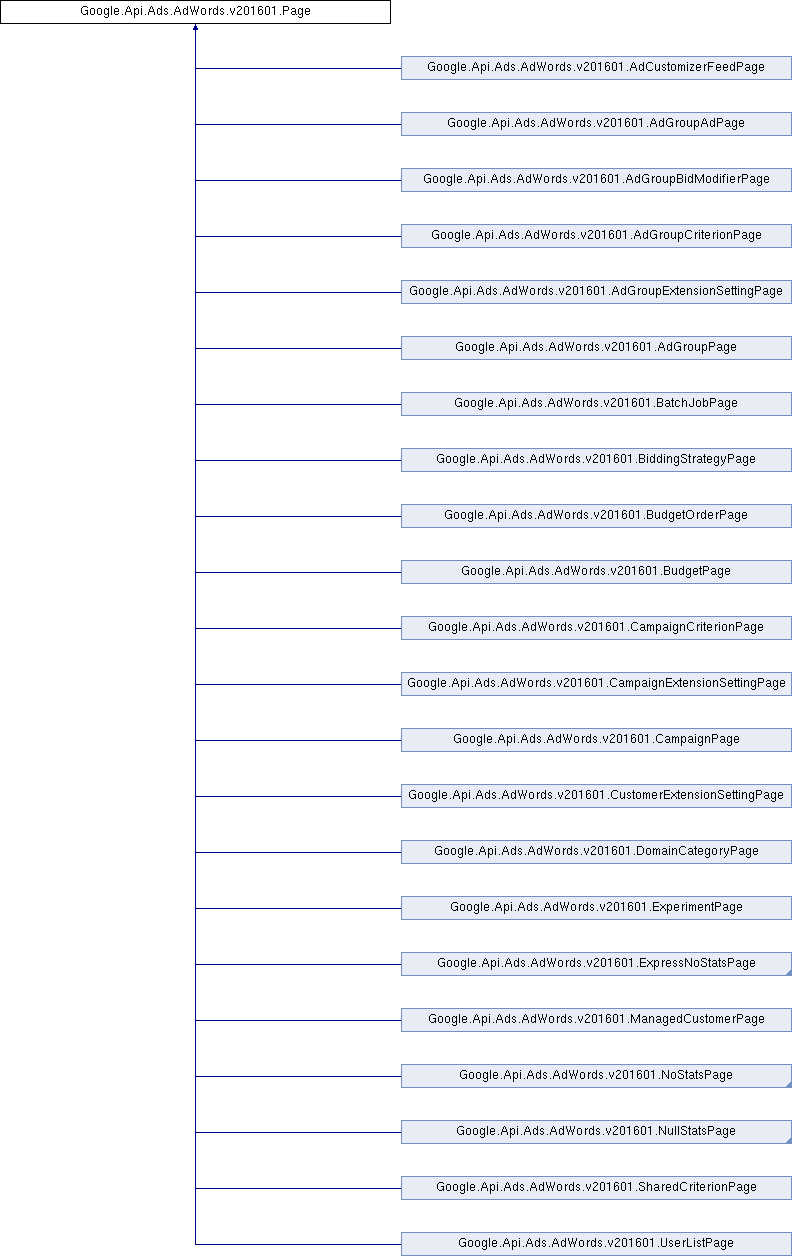 Google.Api.Ads.AdWords.v201601.Page
Google.Api.Ads.AdWords.v201601.AdCustomizerFeedPage
Google.Api.Ads.AdWords.v201601.AdGroupAdPage
Google.Api.Ads.AdWords.v201601.AdGroupBidModifierPage
Google.Api.Ads.AdWords.v201601.AdGroupCriterionPage
Google.Api.Ads.AdWords.v201601.AdGroupExtensionSettingPage
Google.Api.Ads.AdWords.v201601.AdGroupPage
Google.Api.Ads.AdWords.v201601.BatchJobPage
Google.Api.Ads.AdWords.v201601.BiddingStrategyPage
Google.Api.Ads.AdWords.v201601.BudgetOrderPage
Google.Api.Ads.AdWords.v201601.BudgetPage
Google.Api.Ads.AdWords.v201601.CampaignCriterionPage
Google.Api.Ads.AdWords.v201601.CampaignExtensionSettingPage
Google.Api.Ads.AdWords.v201601.CampaignPage
Google.Api.Ads.AdWords.v201601.CustomerExtensionSettingPage
Google.Api.Ads.AdWords.v201601.DomainCategoryPage
Google.Api.Ads.AdWords.v201601.ExperimentPage
Google.Api.Ads.AdWords.v201601.ExpressNoStatsPage
Google.Api.Ads.AdWords.v201601.ManagedCustomerPage
Google.Api.Ads.AdWords.v201601.NoStatsPage
Google.Api.Ads.AdWords.v201601.NullStatsPage
Google.Api.Ads.AdWords.v201601.SharedCriterionPage
Google.Api.Ads.AdWords.v201601.UserListPage